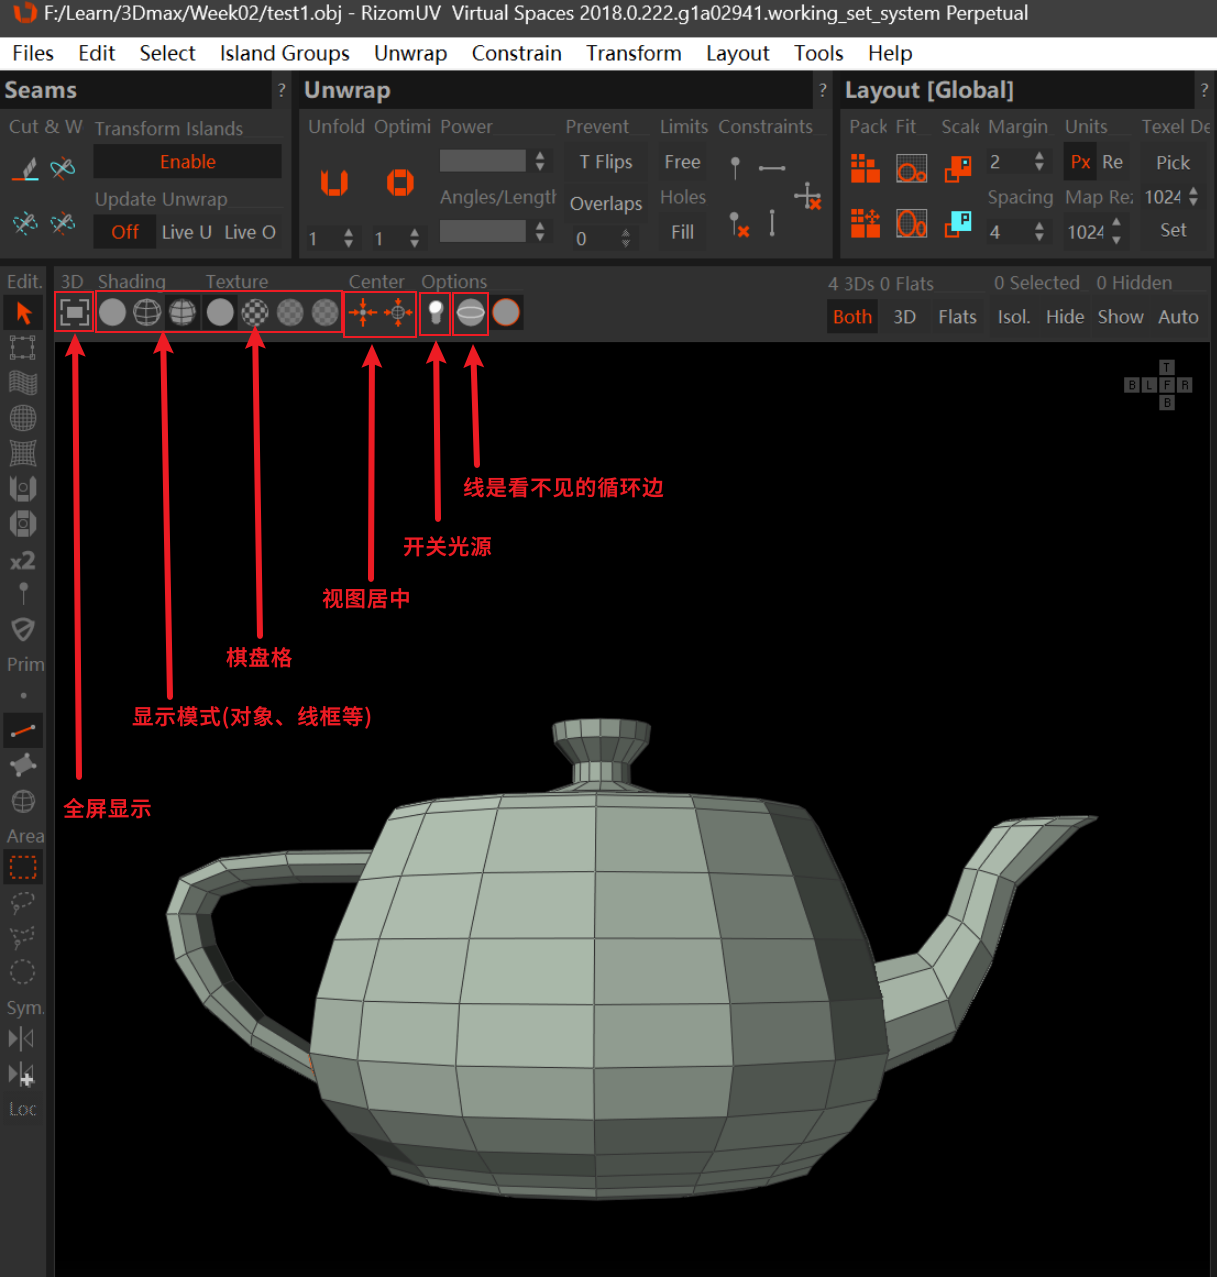 F:/Learn/3Dmax/Week02/test1.obj - RizomUV Virtual Spaces 2018.0.222.g1a02941.working_set_system Perpetual
Files Edit Select Island Groups Unwrap Constrain Transform Layout Tools Help
Seams ? Unwrap ? Layout [Global] ?
Cut & W Transform Islands Unfold Optimi Power Prevent Limits Constraints Pack Fit Scale Margin Units Texel De
Enable T Flips Free 2 Px Re Pick
Update Unwrap Angles/Length Overlaps Holes Spacing Map Re: 1024
Off Live U Live O 1 1 0 Fill 4 1024 Set
Edit. 3D Shading Texture Center Options 4 3Ds 0 Flats 0 Selected 0 Hidden
Both 3D Flats Isol. Hide Show Auto
T
B L F R
B
线是看不见的循环边
开关光源
x2
视图居中
棋盘格
Prim
显示模式(对象、线框等)
全屏显示
Area
Sym.
Loc